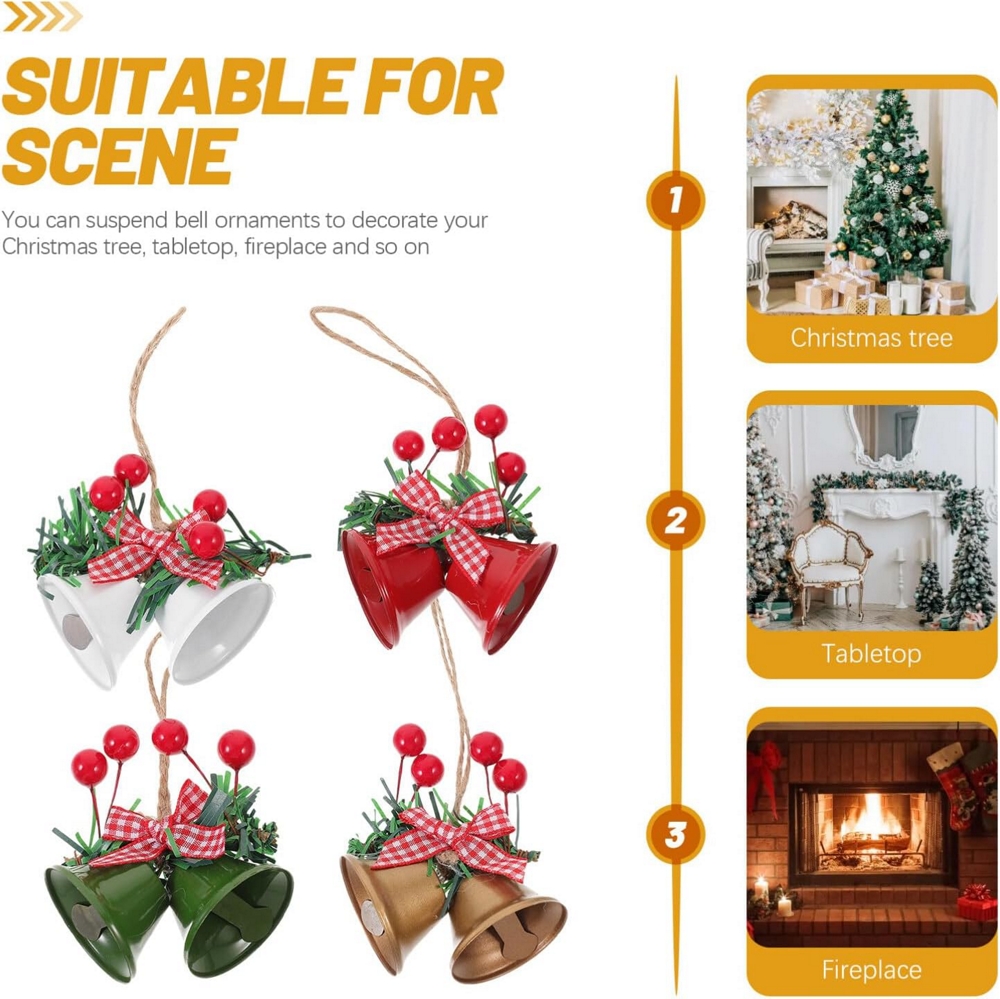 SUITABLE FOR
SCENE
You can suspend bell ornaments to decorate your
Christmas tree, tabletop, fireplace and so on
1
Christmas tree
2
Tabletop
3
Fireplace